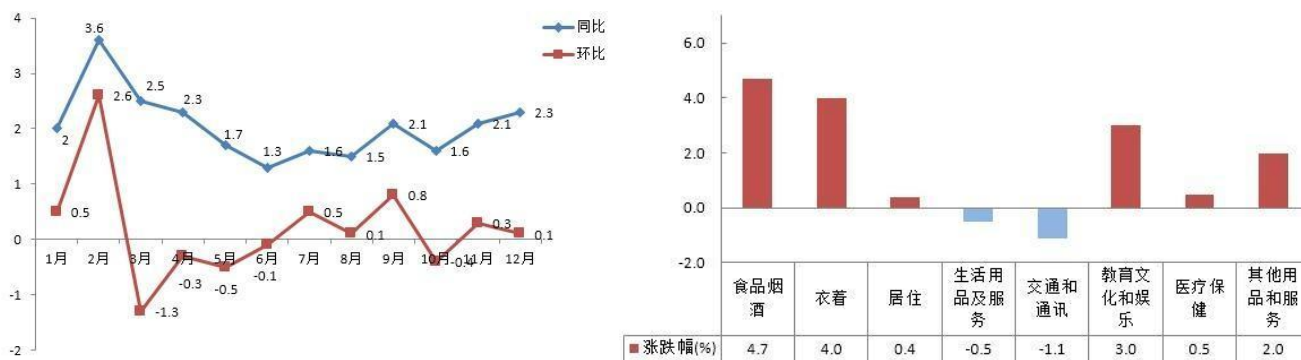 4
3
2
1
0
-1
-2
同比
环比
2
3.6
2.5
2.3
1.7
1.3
1.6
1.5
2.1
1.6
2.1
2.3
0.5
2.6
-1.3
-0.3
-0.5
-0.1
0.5
0.1
0.8
-0.4
0.3
0.1
1月 2月 3月 4月 5月 6月 7月 8月 9月 10月 11月 12月
6.0
4.0
2.0
0.0
-2.0
食品烟
酒
衣着
居住
生活用
品及服
务
交通和
通讯
教育文
化和娱
乐
医疗保
健
其他用
品和服
务
涨跌幅(%) 4.7 4.0 0.4 -0.5 -1.1 3.0 0.5 2.0